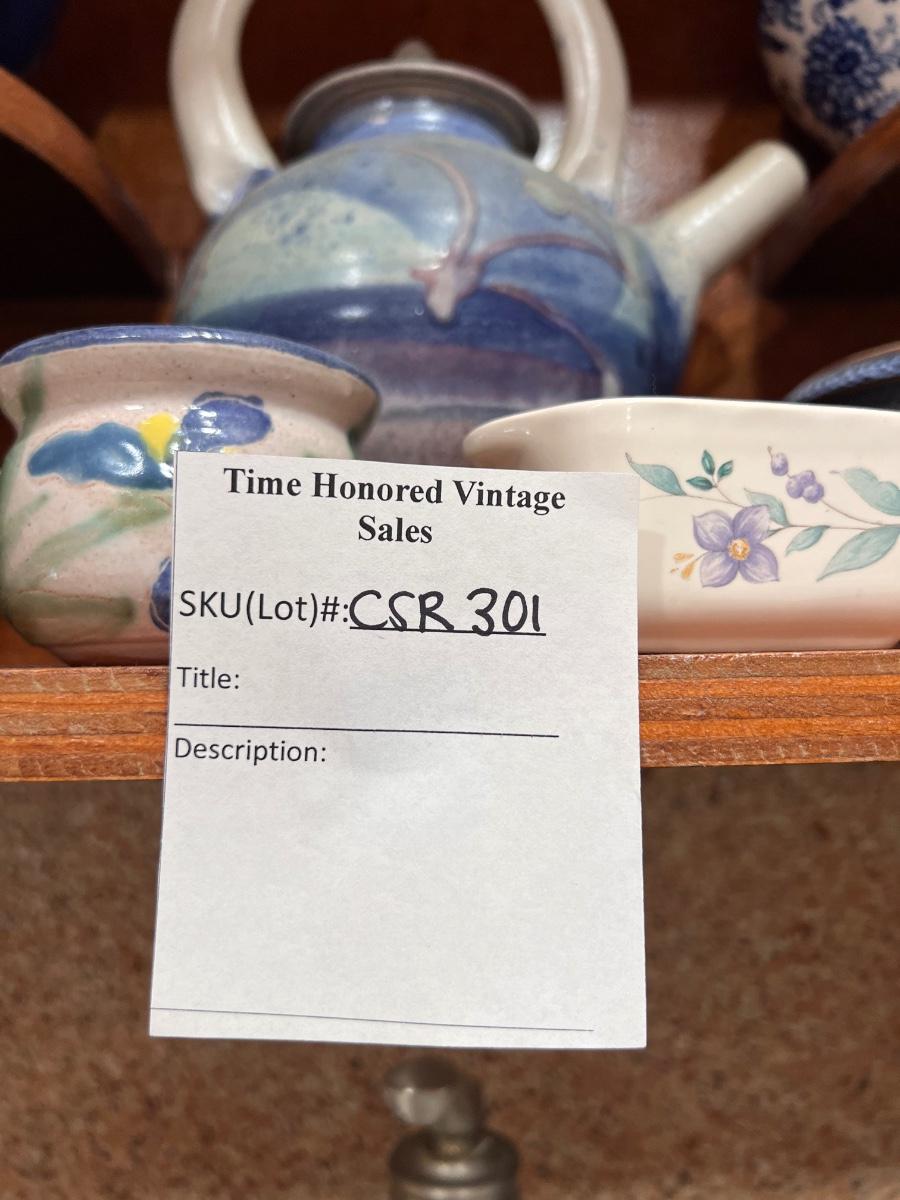 Time Honored Vintage
Sales
SKU(Lot)#:CSR 301
Title:
Description: